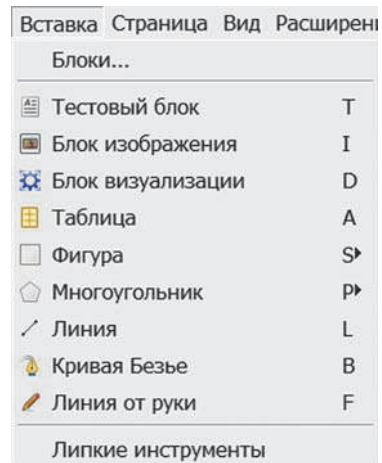 Вставка Страница Вид Расширени
Блоки...
Тестовый блок T
Блок изображения I
Блок визуализации D
Таблица A
Фигура S
Многоугольник P
Линия L
Кривая Безье B
Линия от руки F
Липкие инструменты